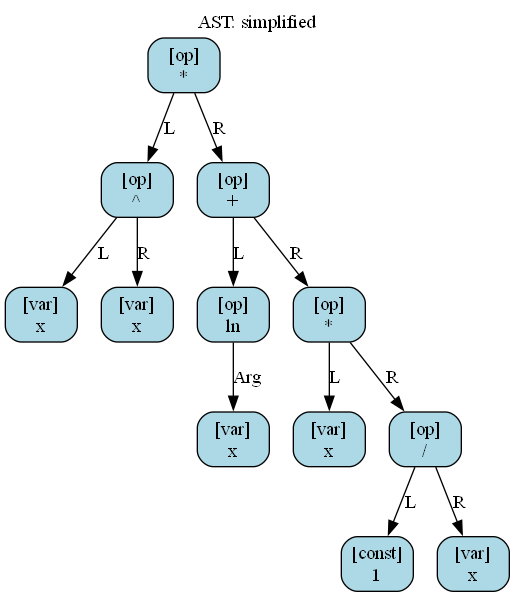 AST: simplified
[op]
*
L
R
[op]
^
[op]
+
L
R
L
R
[var]
x
[var]
x
[op]
ln
[op]
*
Arg
L
R
[var]
x
[var]
x
[op]
/
L
R
[const]
1
[var]
x